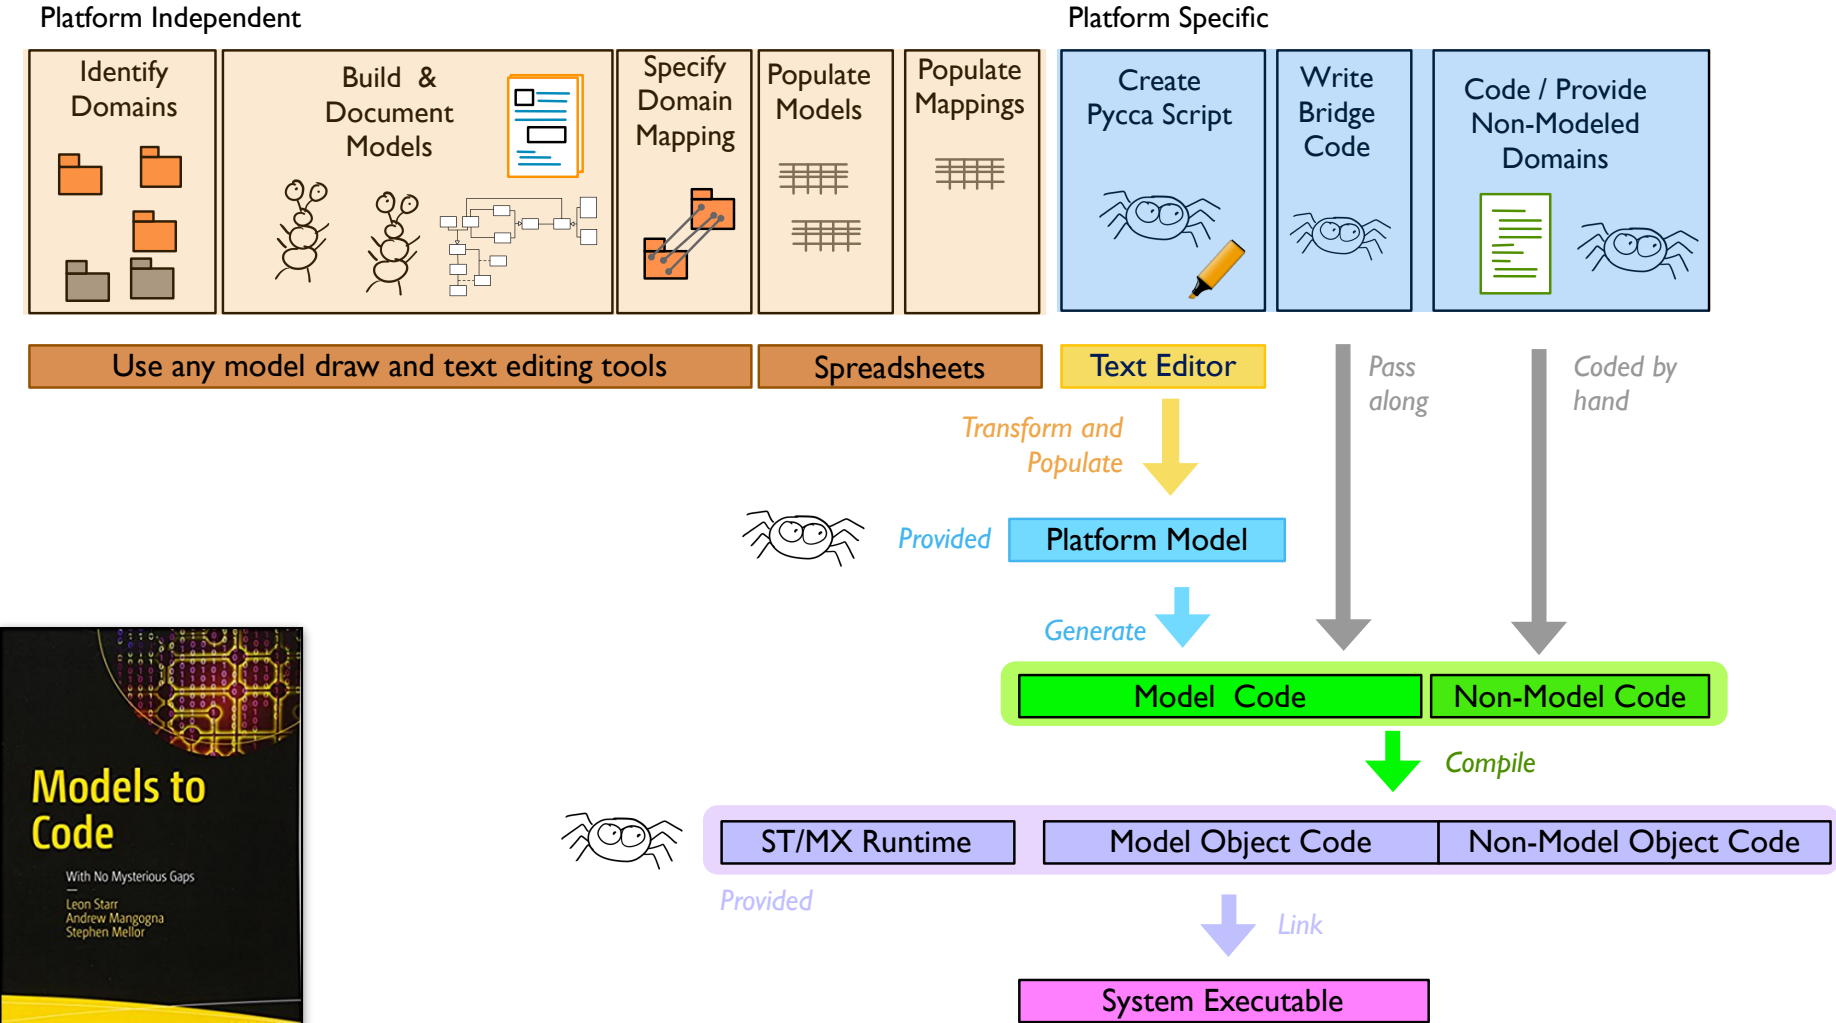 Platform Independent
Platform Specific
Identify
Domains
Build &
Document
Models
Specify
Domain
Mapping
Populate
Models
Populate
Mappings
Create
Pycca Script
Write
Bridge
Code
Code / Provide
Non-Modeled
Domains
Use any model draw and text editing tools
Spreadsheets
Text Editor
Pass
along
Coded by
hand
Transform and
Populate
Provided
Platform Model
Generate
Model Code
Non-Model Code
Compile
ST/MX Runtime
Model Object Code
Non-Model Object Code
Provided
Link
System Executable
Models to
Code
With No Mysterious Gaps
Leon Starr
Andrew Mangogna
Stephen Mellor